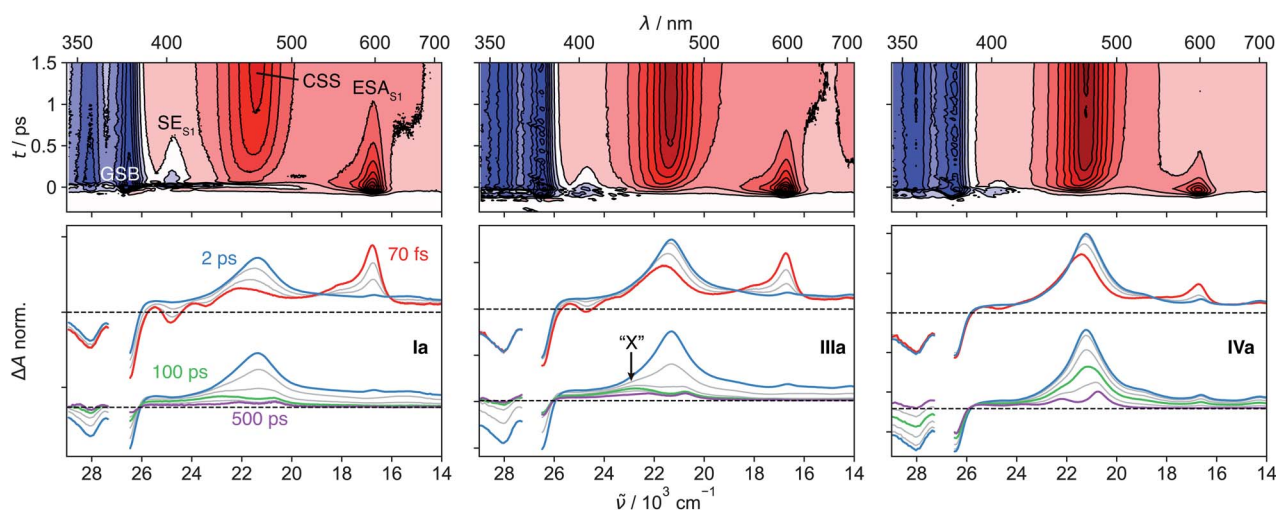 λ / nm
350 400 500 600 700 350 400 500 600 700 350 400 500 600 700
1.5
1
0.5
0
t / ps
GSB
SE_S1
CSS
ESA_S1
2 ps
70 fs
Ia
IIIa
IVa
ΔA norm.
100 ps
500 ps
"X"
28 26 24 22 20 18 16 14 28 26 24 22 20 18 16 14 28 26 24 22 20 18 16 14
ν̃ / 10³ cm⁻¹